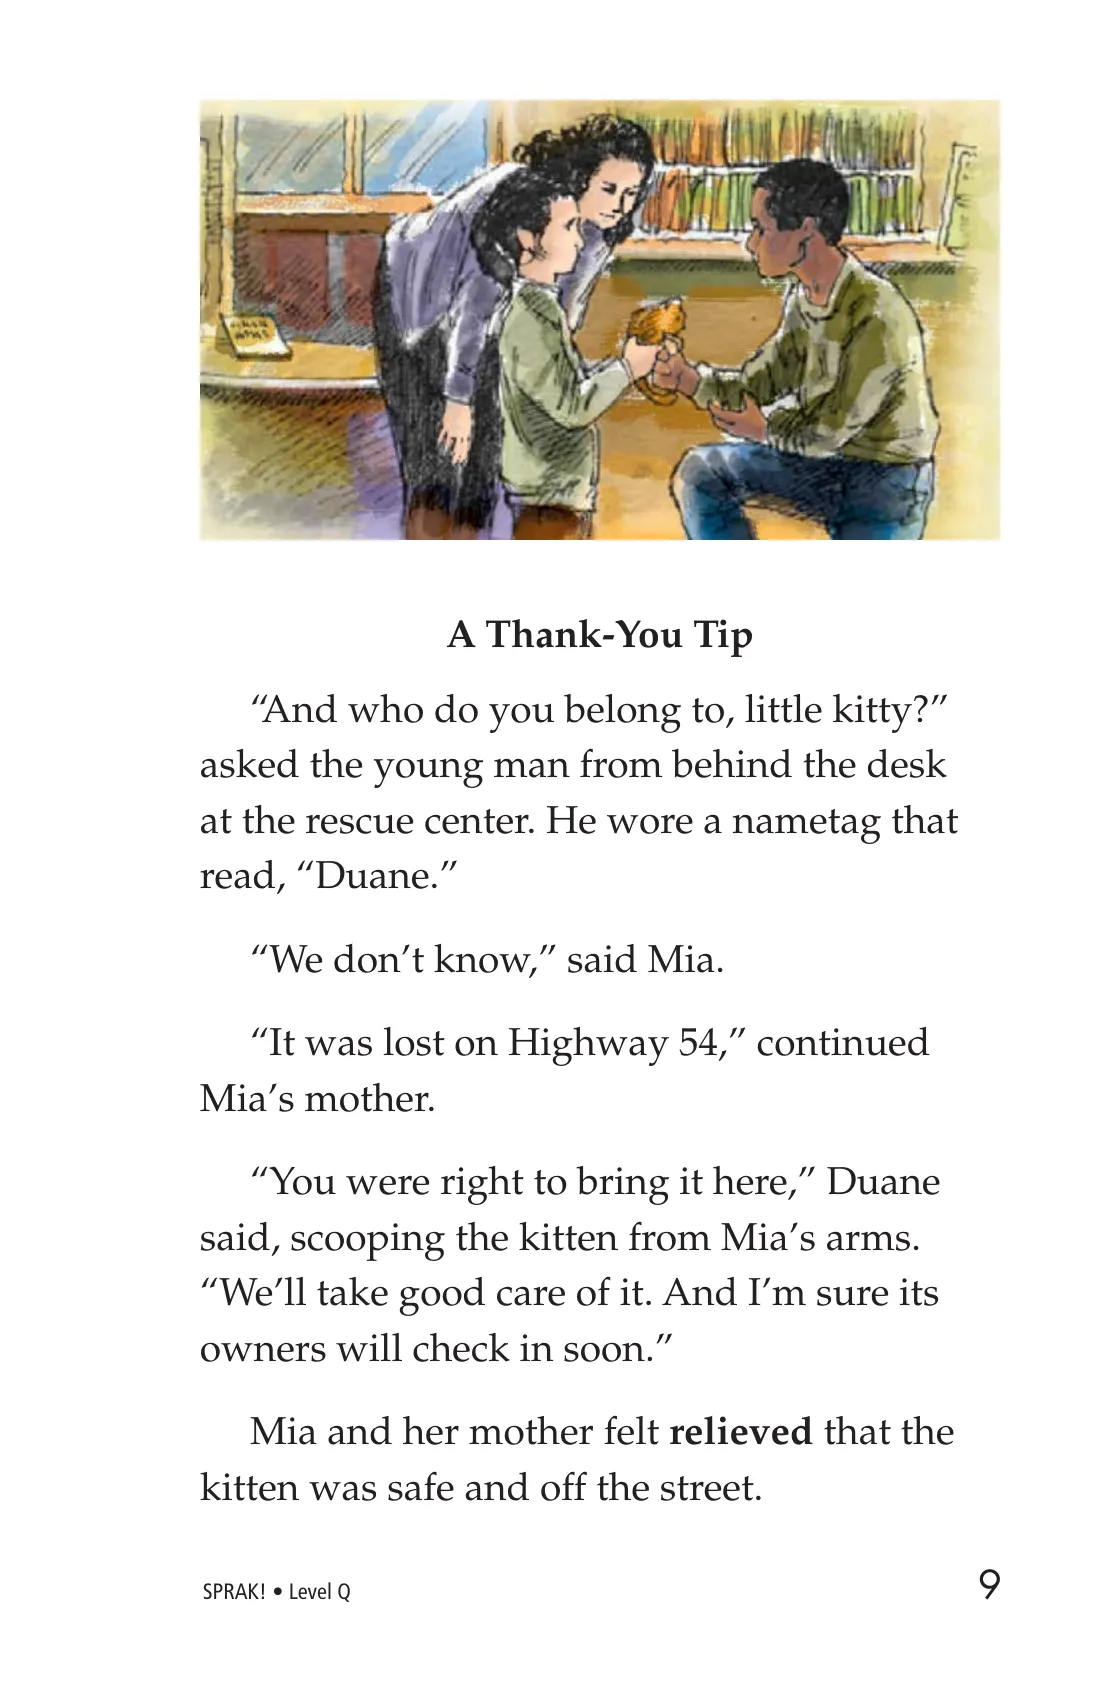 A Thank-You Tip
“And who do you belong to, little kitty?”
asked the young man from behind the desk
at the rescue center. He wore a nametag that
read, “Duane.”
“We don’t know,” said Mia.
“It was lost on Highway 54,” continued
Mia’s mother.
“You were right to bring it here,” Duane
said, scooping the kitten from Mia’s arms.
“We’ll take good care of it. And I’m sure its
owners will check in soon.”
Mia and her mother felt relieved that the
kitten was safe and off the street.
SPRAK! • Level Q
9